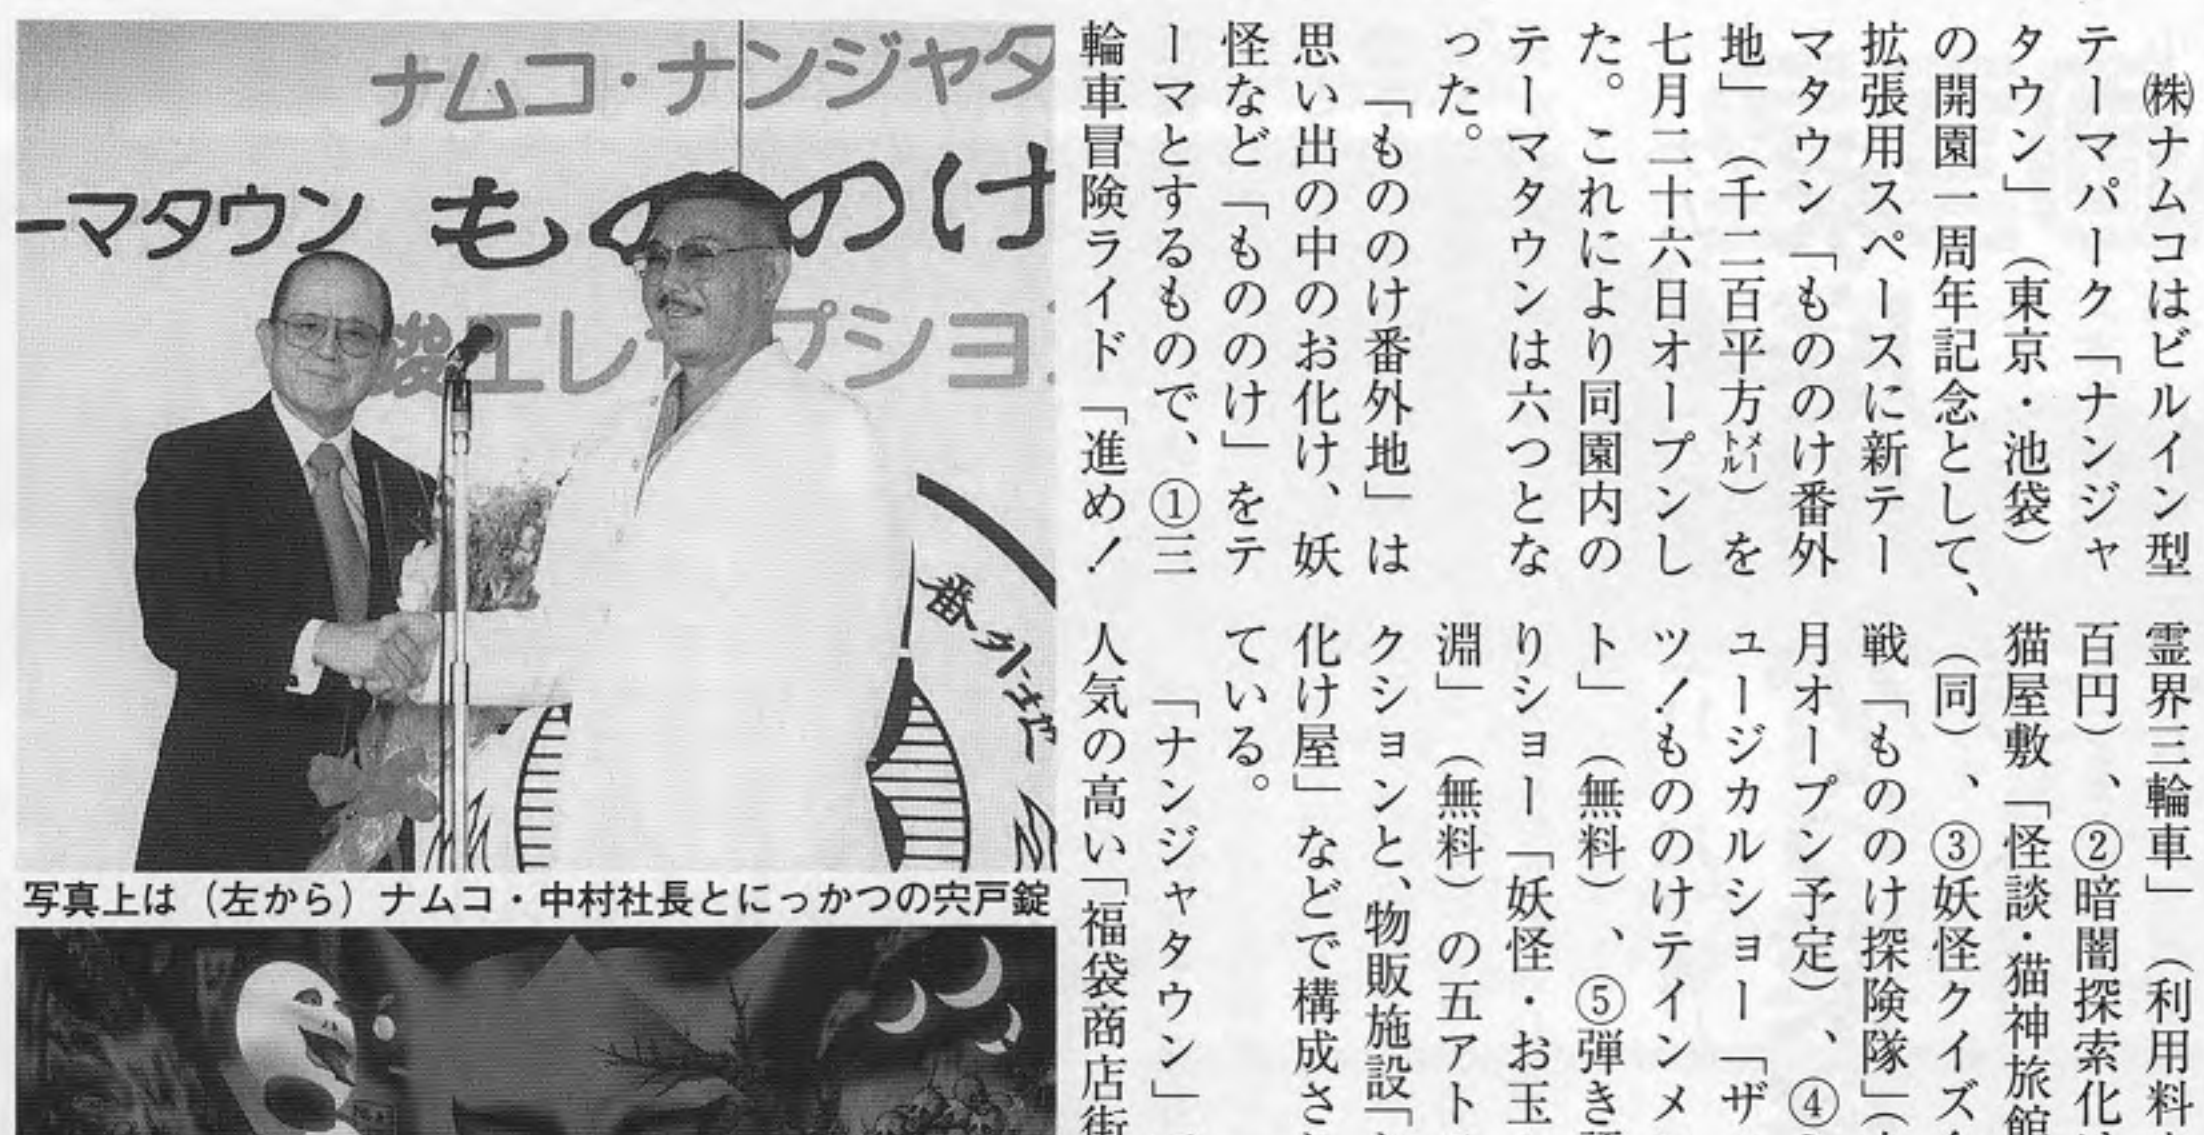 ㈱ナムコはビルイン型
テーマパーク「ナンジャ
タウン」（東京・池袋）
の開園一周年記念として、
拡張用スペースに新テー
マタウン「もののけ番外
地」（千二百平方メートル）を
七月二十六日オープンし
た。これにより同園内の
テーマタウンは六つとな
った。
「もののけ番外地」は
思い出の中のお化け、妖
怪など「もののけ」をテ
ーマとするもので、①三
輪車冒険ライド「進め！
霊界三輪車」（利用料
百円）、②暗闇探索化
猫屋敷「怪談・猫神旅館
（同）、③妖怪クイズ
戦「もののけ探険隊」（
月オープン予定）、④
ュージカルショー「ザ
ツ！もののけテインメ
ト」（無料）、⑤弾き
りショー「妖怪・お玉
淵」（無料）の五アト
クションと、物販施設「
化け屋」などで構成さ
ている。
「ナンジャタウン」
人気の高い「福袋商店街
ナムコ・ナンジャタ
ーマタウン もののけ
竣工レセプション
番外地
写真上は（左から）ナムコ・中村社長とにっかつの宍戸錠